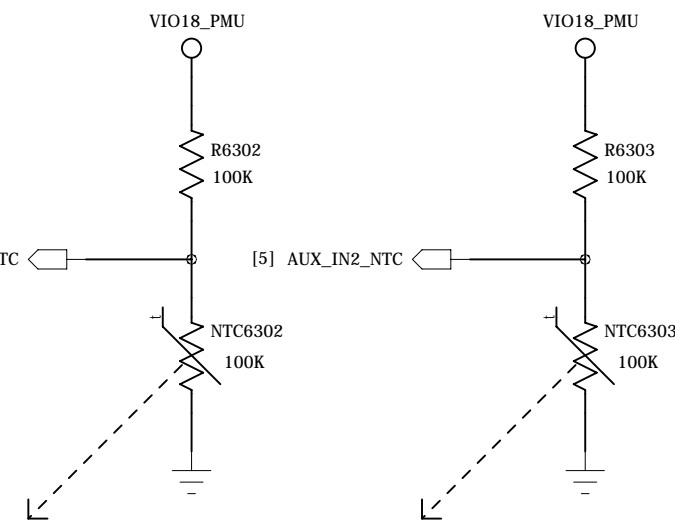 VIO18_PMU
VIO18_PMU
R6302
100K
R6303
100K
TC
[5] AUX_IN2_NTC
t
NTC6302
100K
t
NTC6303
100K